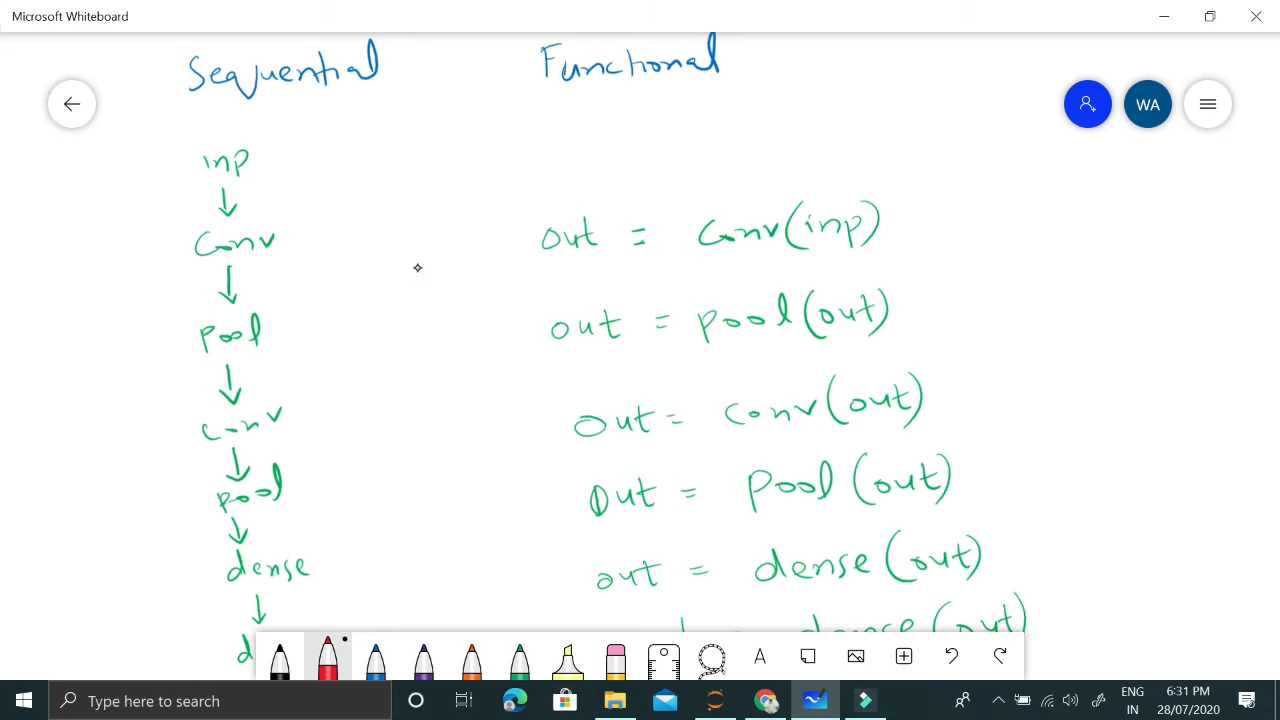 Microsoft Whiteboard
Sequential
Functional
WA
inp
Conv
out = Conv(inp)
pool
out = pool(out)
conv
out = conv(out)
pool
out = pool(out)
dense
out = dense(out)
d
dense(out)
A
Type here to search
ENG
IN
6:31 PM
28/07/2020